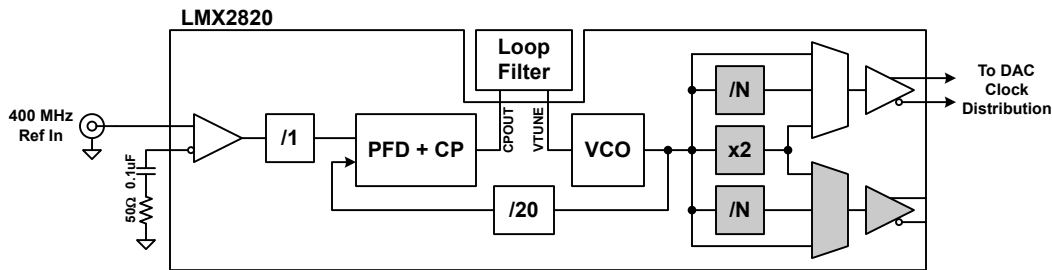 LMX2820
Loop
Filter
400 MHz
Ref In
/1
PFD + CP
CPOUT
VTUNE
VCO
/N
x2
/N
/20
To DAC
Clock
Distribution
50Ω 0.1uF